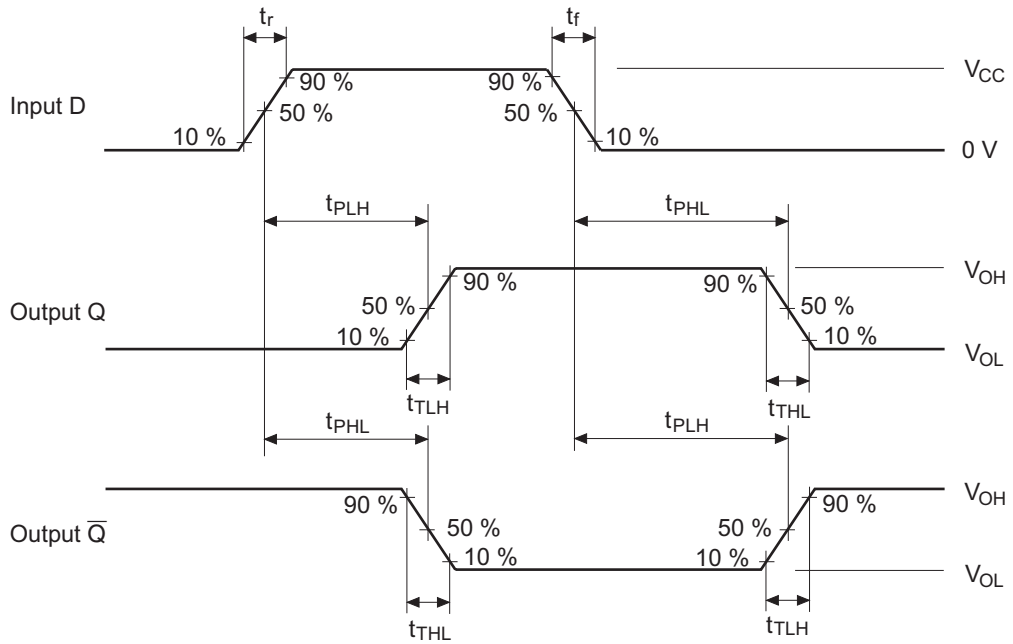 tr
tf
90 %
90 %
VCC
Input D
50 %
50 %
10 %
10 %
0 V
tPLH
tPHL
90 %
90 %
VOH
Output Q
50 %
50 %
10 %
10 %
VOL
tTLH
tTHL
tPHL
tPLH
90 %
90 %
VOH
Output Q̅
50 %
50 %
10 %
10 %
VOL
tTHL
tTLH